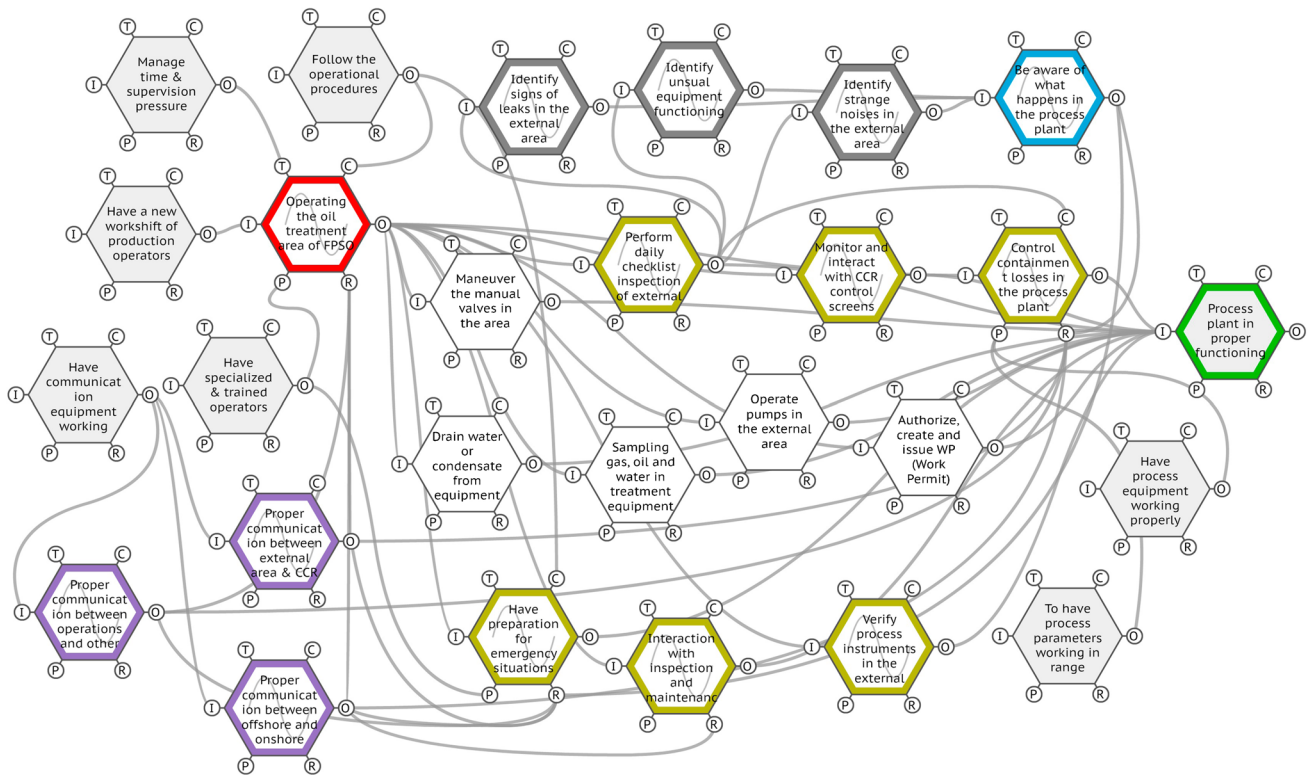 T
C
I
O
P
R
Manage
time &
supervision
pressure
T
C
I
O
P
R
Follow the
operational
procedures
T
C
I
O
P
R
Identify
signs of
leaks in the
external
area
T
C
I
O
P
R
Identify
unsual
equipment
functioning
T
C
I
O
P
R
Identify
strange
noises in
the external
area
T
C
I
O
P
R
Be aware of
what
happens in
the process
plant
T
C
I
O
P
R
Have a new
workshift of
production
operators
T
C
I
O
P
R
Operating
the oil
treatment
area of FPSO
T
C
I
O
P
R
Maneuver
the manual
valves in
the area
T
C
I
O
P
R
Perform
daily
checklist
inspection
of external
T
C
I
O
P
R
Monitor and
interact
with CCR
control
screens
T
C
I
O
P
R
Control
containmen
t losses in
the process
plant
T
C
I
O
P
R
Process
plant in
proper
functioning
T
C
I
O
P
R
Have
communicat
ion
equipment
working
T
C
I
O
P
R
Have
specialized
& trained
operators
T
C
I
O
P
R
Drain water
or
condensate
from
equipment
T
C
I
O
P
R
Sampling
gas, oil and
water in
treatment
equipment
T
C
I
O
P
R
Operate
pumps in
the external
area
T
C
I
O
P
R
Authorize,
create and
issue WP
(Work
Permit)
T
C
I
O
P
R
Have
process
equipment
working
properly
T
C
I
O
P
R
Proper
communicat
ion between
external
area & CCR
T
C
I
O
P
R
Proper
communicat
ion between
operations
and other
T
C
I
O
P
R
Proper
communicat
ion between
offshore and
onshore
T
C
I
O
P
R
Have
preparation
for
emergency
situations
T
C
I
O
P
R
Interaction
with
inspection
and
maintenanc
T
C
I
O
P
R
Verify
process
instruments
in the
external
T
C
I
O
P
R
To have
process
parameters
working in
range